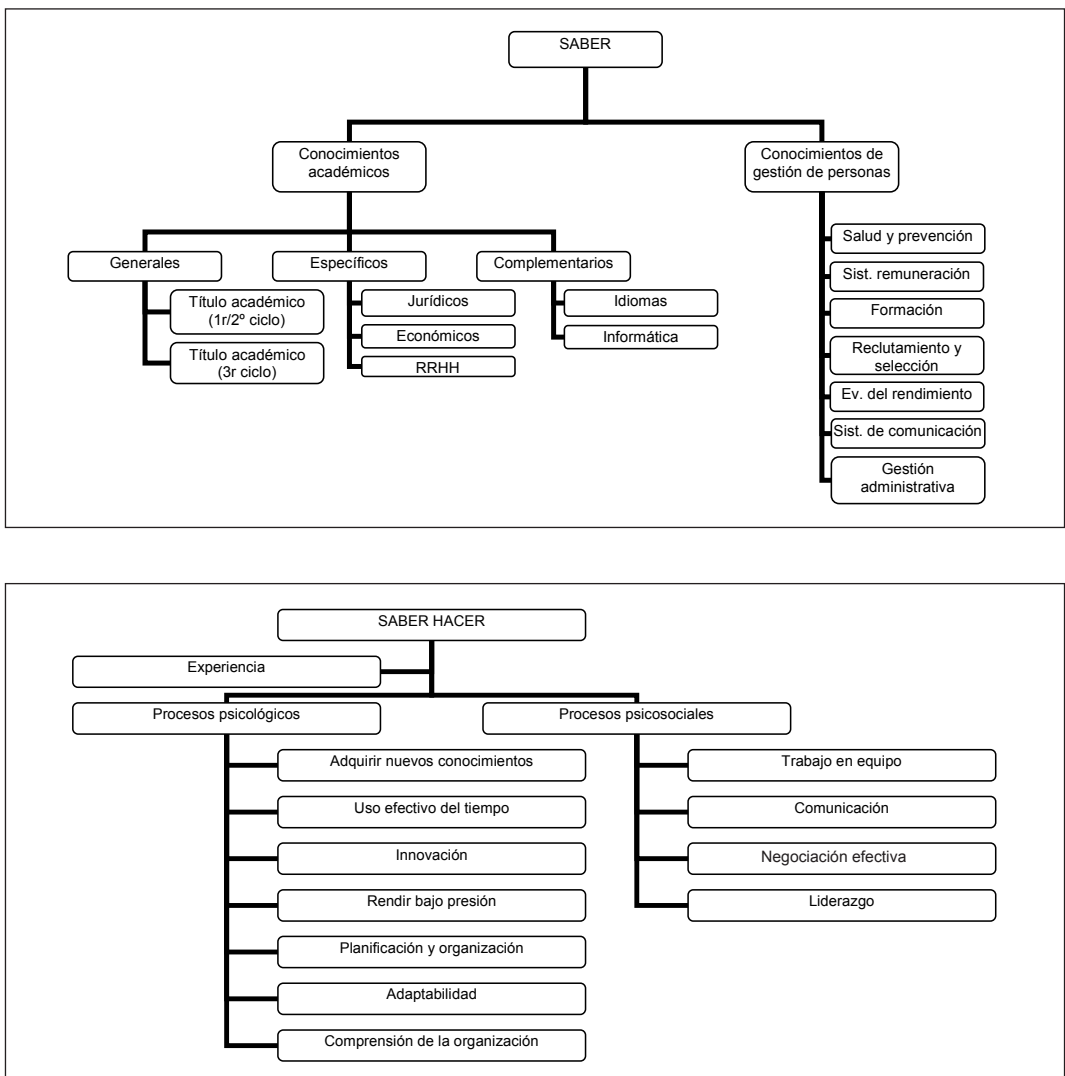 SABER
Conocimientos
académicos
Conocimientos de
gestión de personas
Generales
Título académico
(1r/2º ciclo)
Título académico
(3r ciclo)
Específicos
Jurídicos
Económicos
RRHH
Complementarios
Idiomas
Informática
Salud y prevención
Sist. remuneración
Formación
Reclutamiento y
selección
Ev. del rendimiento
Sist. de comunicación
Gestión
administrativa
SABER HACER
Experiencia
Procesos psicológicos
Adquirir nuevos conocimientos
Uso efectivo del tiempo
Innovación
Rendir bajo presión
Planificación y organización
Adaptabilidad
Comprensión de la organización
Procesos psicosociales
Trabajo en equipo
Comunicación
Negociación efectiva
Liderazgo